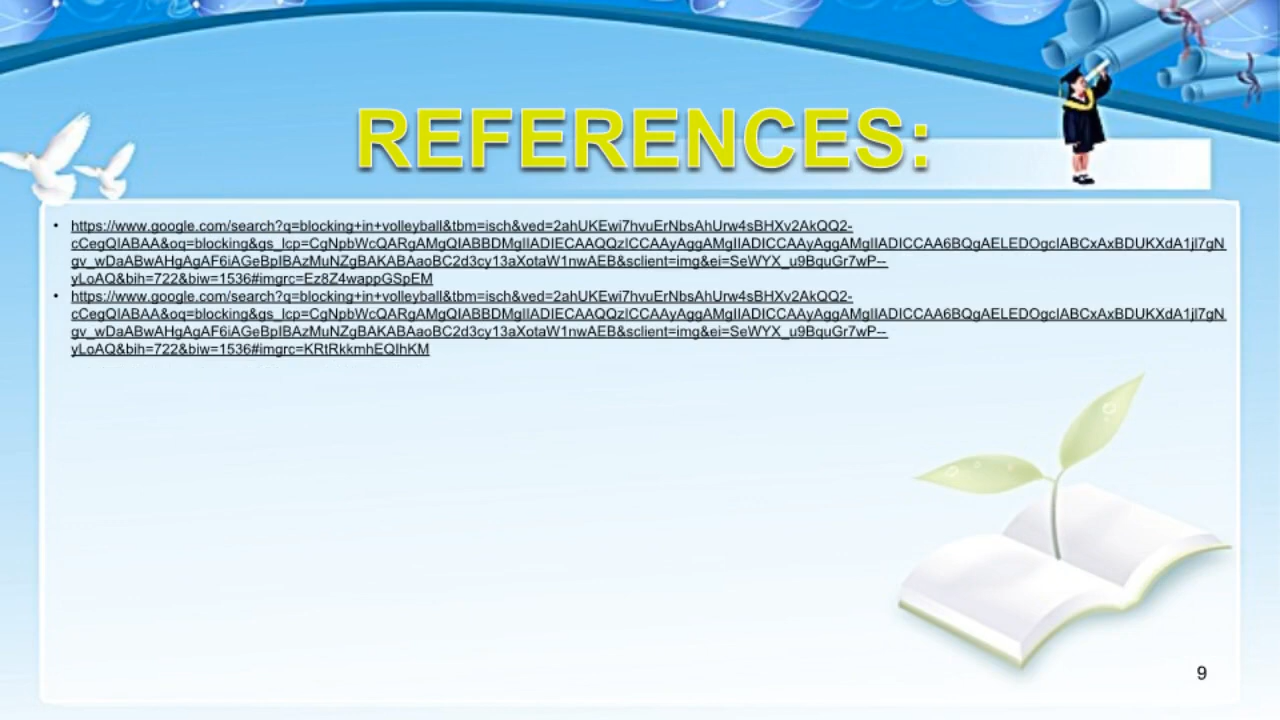 REFERENCES:
• https://www.google.com/search?q=blocking+in+volleyball&tbm=isch&ved=2ahUKEwi7hvuErNbsAhUrw4sBHXv2AkQQ2-
cCegQIABAA&oq=blocking&gs_lcp=CgNpbWcQARgAMgQIABBDMgIIADIECAAQQzICCAAyAggAMgIIADICCAAyAggAMgIIADICCAA6BQgAELEDOgcIABCxAxBDUKXdA1jI7gN
gv_wDaABwAHgAgAF6iAGeBpIBAzMuNZgBAKABAaoBC2d3cy13aXotaW1nwAEB&sclient=img&ei=SeWYX_u9BquGr7wP--
yLoAQ&bih=722&biw=1536#imgrc=Ez8Z4wappGSpEM
• https://www.google.com/search?q=blocking+in+volleyball&tbm=isch&ved=2ahUKEwi7hvuErNbsAhUrw4sBHXv2AkQQ2-
cCegQIABAA&oq=blocking&gs_lcp=CgNpbWcQARgAMgQIABBDMgIIADIECAAQQzICCAAyAggAMgIIADICCAAyAggAMgIIADICCAA6BQgAELEDOgcIABCxAxBDUKXdA1jI7gN
gv_wDaABwAHgAgAF6iAGeBpIBAzMuNZgBAKABAaoBC2d3cy13aXotaW1nwAEB&sclient=img&ei=SeWYX_u9BquGr7wP--
yLoAQ&bih=722&biw=1536#imgrc=KRtRkkmhEQIhKM
9